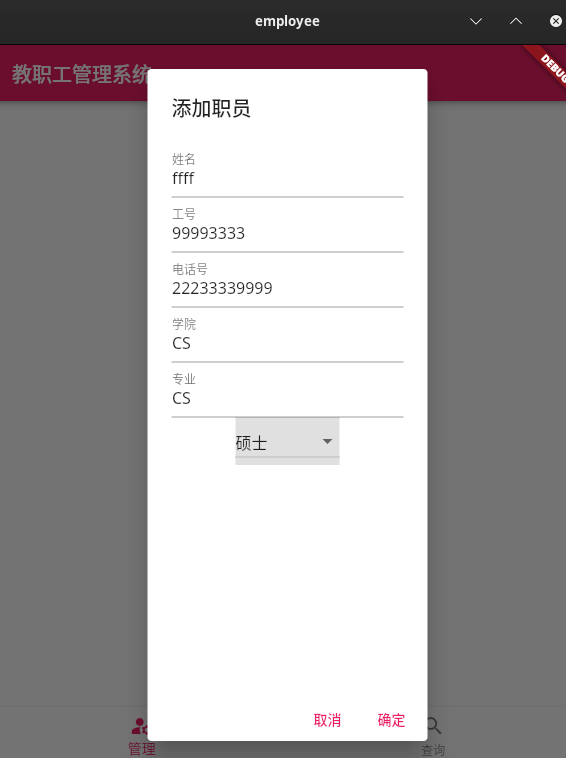 employee
教职工管理系统
DEBUG
添加职员
姓名
ffff
工号
99993333
电话号
22233339999
学院
CS
专业
CS
硕士
取消 确定
管理 查询